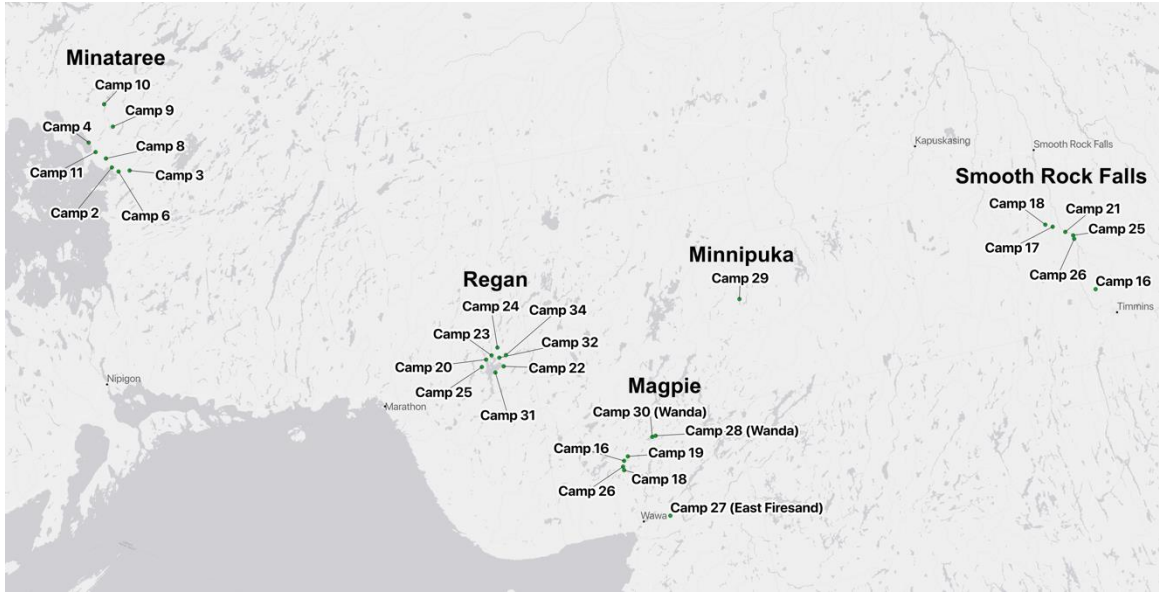 Minataree
Camp 10
Camp 9
Camp 4
Camp 8
Camp 11
Camp 3
Camp 2
Camp 6
Nipigon
Regan
Camp 24
Camp 34
Camp 23
Camp 32
Camp 20
Camp 22
Camp 25
Camp 31
Marathon
Minnipuka
Camp 29
Magpie
Camp 30 (Wanda)
Camp 28 (Wanda)
Camp 16
Camp 19
Camp 26
Camp 18
Camp 27 (East Firesand)
Wawa
Kapuskasing
Smooth Rock Falls
Smooth Rock Falls
Camp 18
Camp 21
Camp 17
Camp 25
Camp 26
Camp 16
Timmins